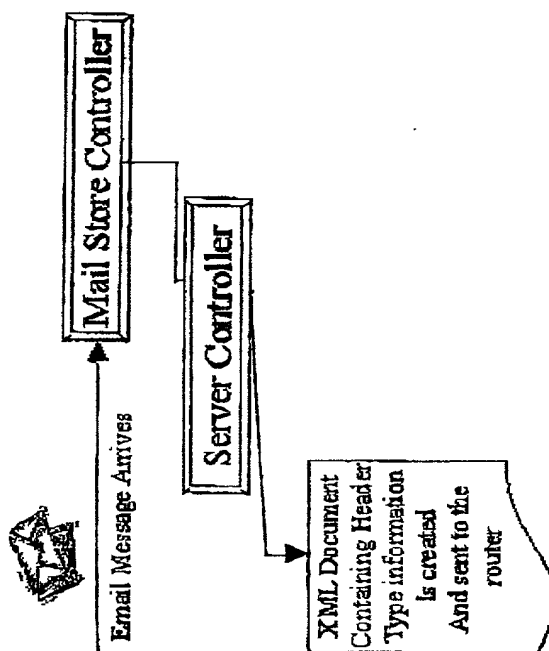 Mail Store Controller
Server Controller
Email Message Arrives
XML Document
Containing Header
Type information
is created
And sent to the
router